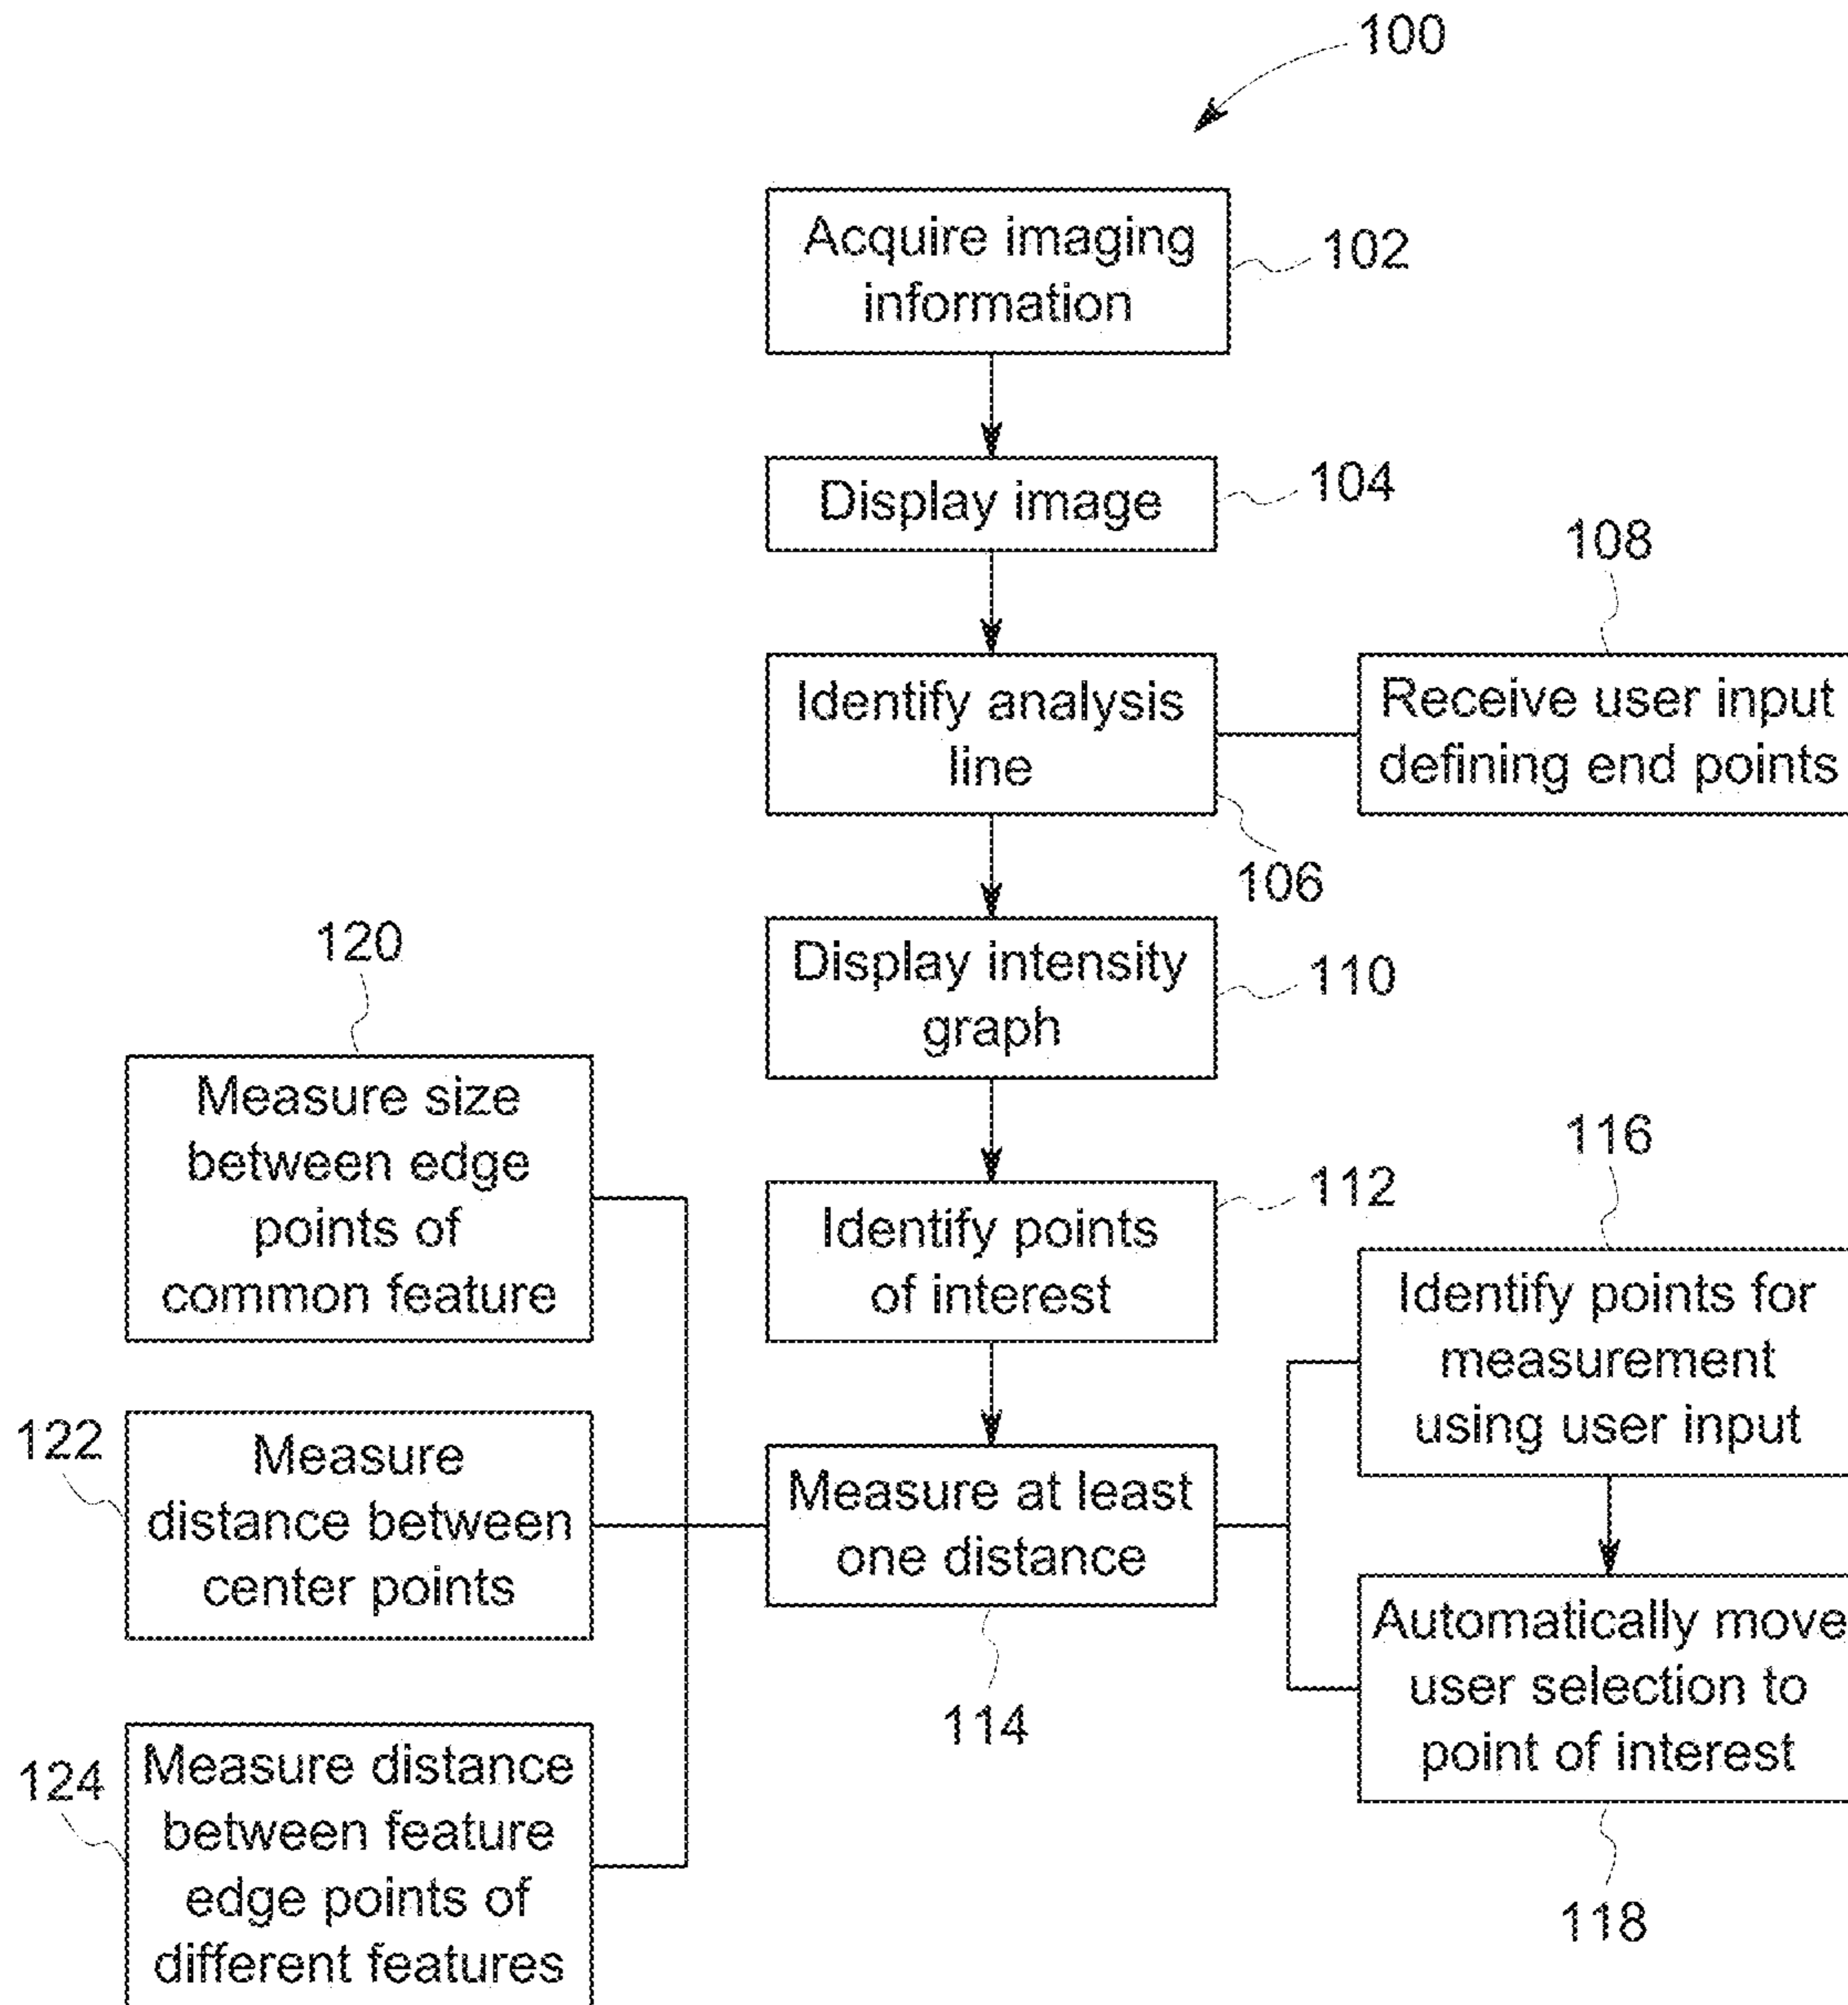 100
Acquire imaging
information
102
Display image
104
108
Identify analysis
line
Receive user input
defining end points
106
120
Display intensity
graph
110
Measure size
between edge
points of
common feature
112
116
Identify points
of interest
Identify points for
measurement
using user input
122
Measure
distance between
center points
Measure at least
one distance
114
124
Measure distance
between feature
edge points of
different features
Automatically move
user selection to
point of interest
118